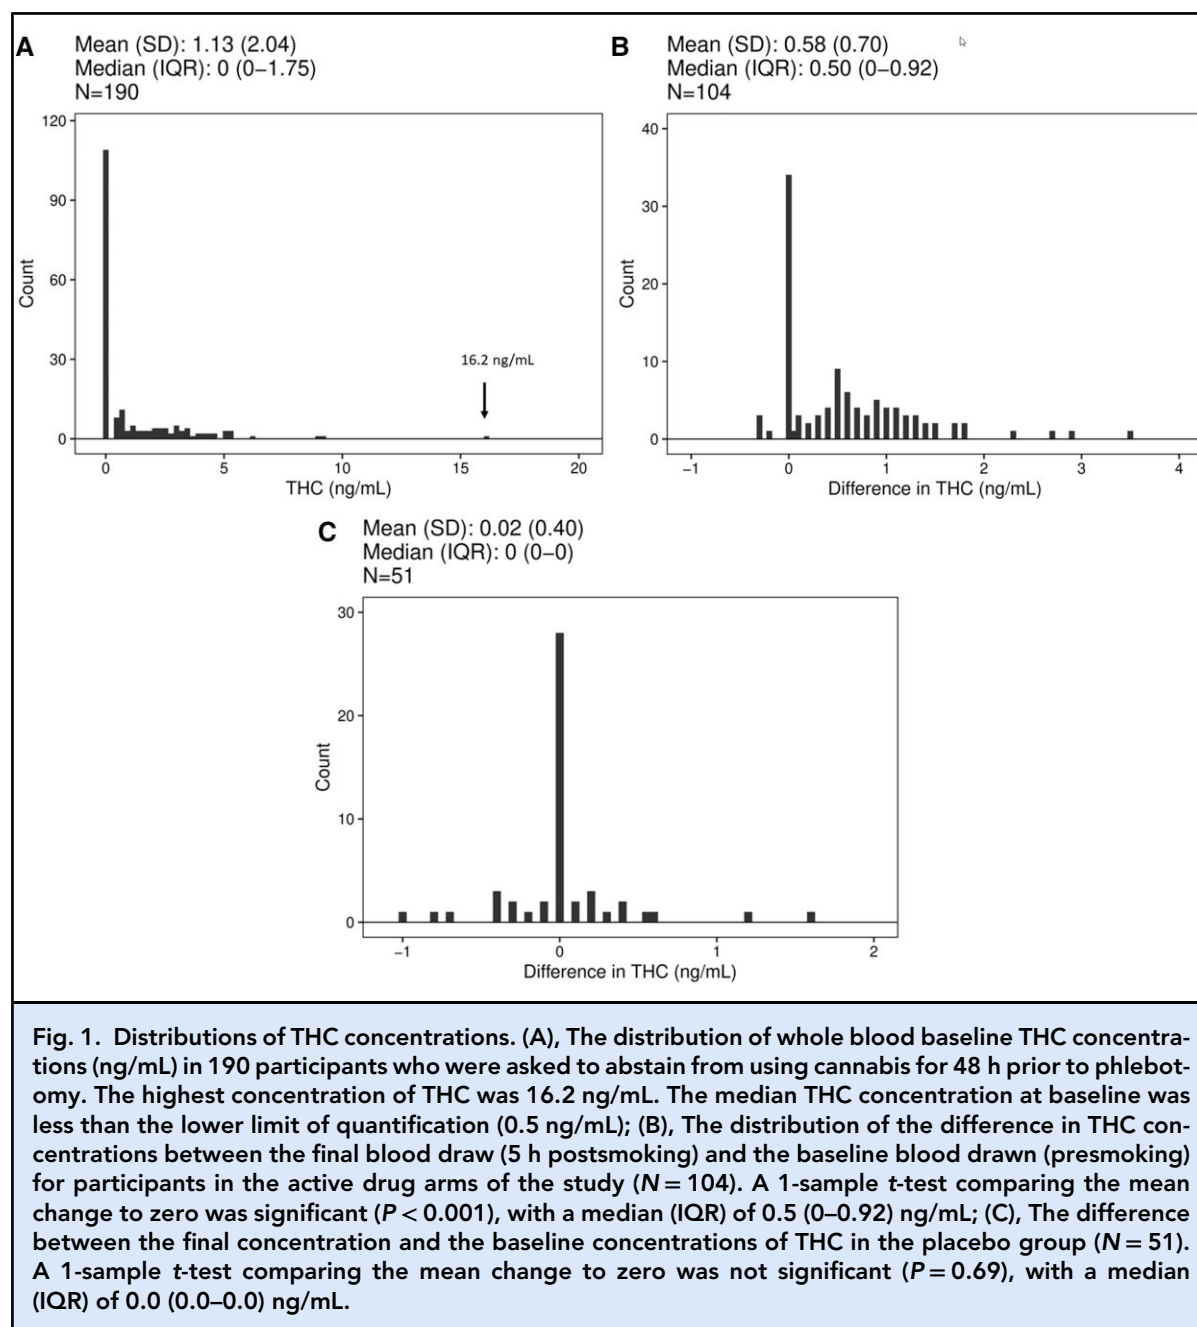 A
Mean (SD): 1.13 (2.04)
Median (IQR): 0 (0–1.75)
N=190
120
90
60
30
0
Count
16.2 ng/mL
0 5 10 15 20
THC (ng/mL)
B
Mean (SD): 0.58 (0.70)
Median (IQR): 0.50 (0–0.92)
N=104
40
30
20
10
0
Count
−1 0 1 2 3 4
Difference in THC (ng/mL)
C
Mean (SD): 0.02 (0.40)
Median (IQR): 0 (0–0)
N=51
30
20
10
0
Count
−1 0 1 2
Difference in THC (ng/mL)
Fig. 1. Distributions of THC concentrations. (A), The distribution of whole blood baseline THC concentra-
tions (ng/mL) in 190 participants who were asked to abstain from using cannabis for 48 h prior to phlebot-
omy. The highest concentration of THC was 16.2 ng/mL. The median THC concentration at baseline was
less than the lower limit of quantification (0.5 ng/mL); (B), The distribution of the difference in THC con-
centrations between the final blood draw (5 h postsmoking) and the baseline blood drawn (presmoking)
for participants in the active drug arms of the study (N = 104). A 1-sample t-test comparing the mean
change to zero was significant (P < 0.001), with a median (IQR) of 0.5 (0–0.92) ng/mL; (C), The difference
between the final concentration and the baseline concentrations of THC in the placebo group (N = 51).
A 1-sample t-test comparing the mean change to zero was not significant (P = 0.69), with a median
(IQR) of 0.0 (0.0–0.0) ng/mL.